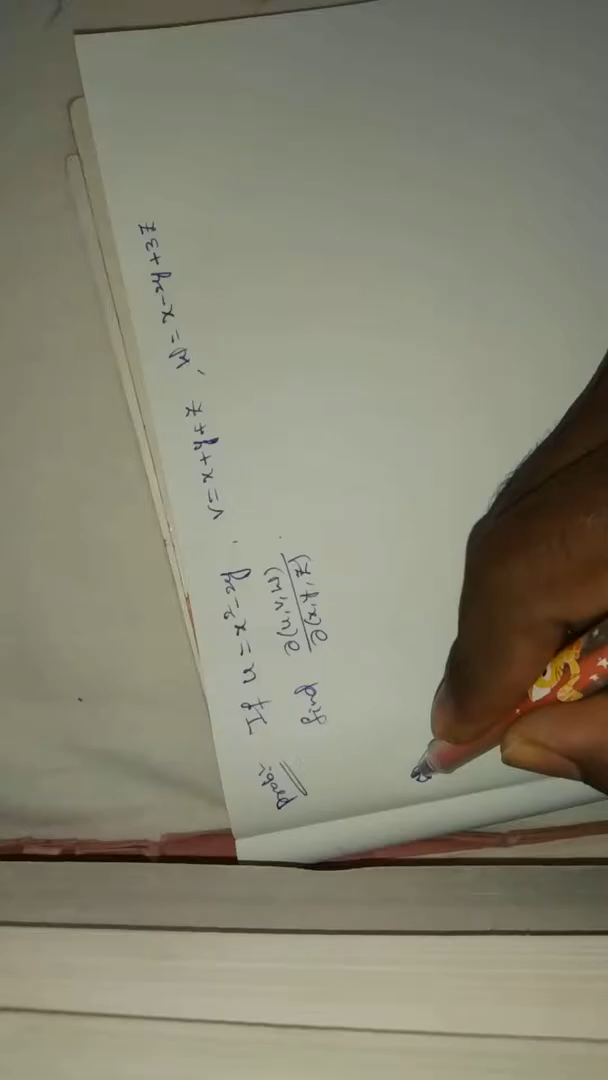 Prob:- If u = x² - 2y, v = x + y + z, w = x - 2y + 3z
find ∂(u, v, w) / ∂(x, y, z).